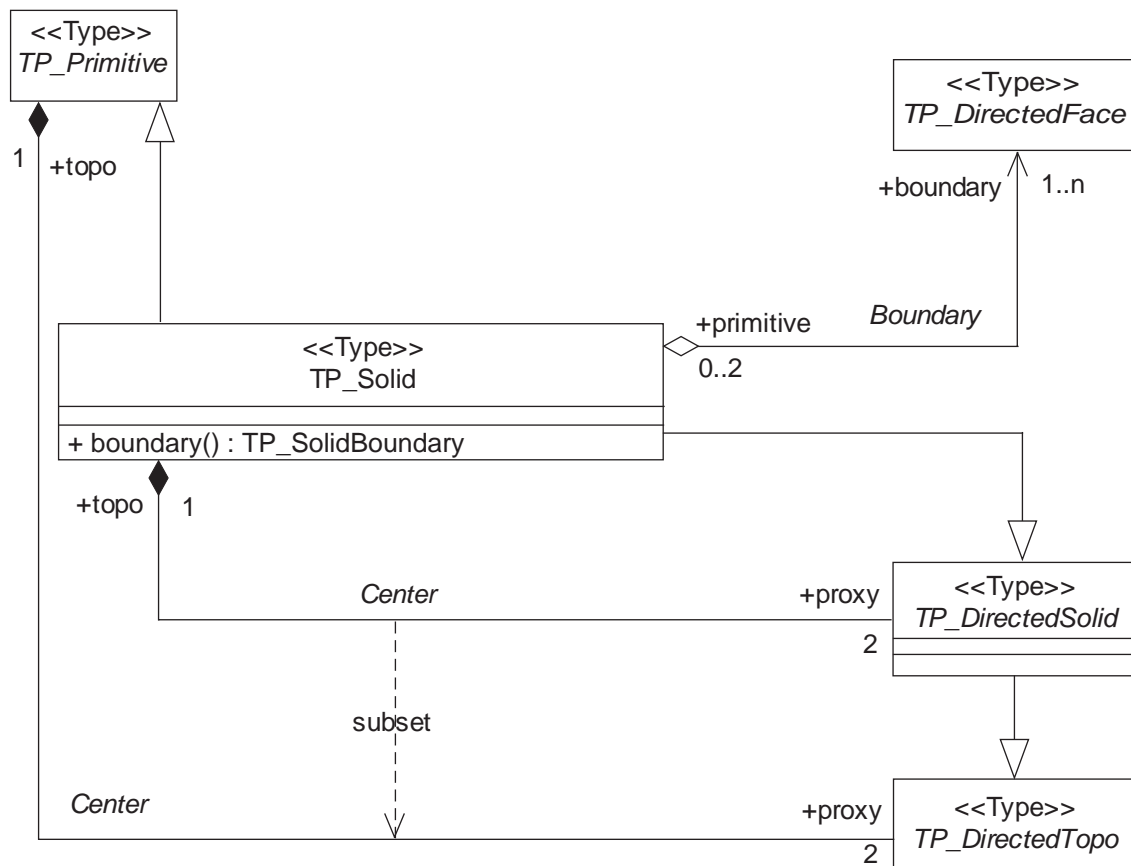 <<Type>>
TP_Primitive
<<Type>>
TP_DirectedFace
1
+topo
+boundary
1..n
+primitive
Boundary
0..2
<<Type>>
TP_Solid
+ boundary() : TP_SolidBoundary
+topo
1
Center
+proxy
2
<<Type>>
TP_DirectedSolid
subset
Center
+proxy
2
<<Type>>
TP_DirectedTopo